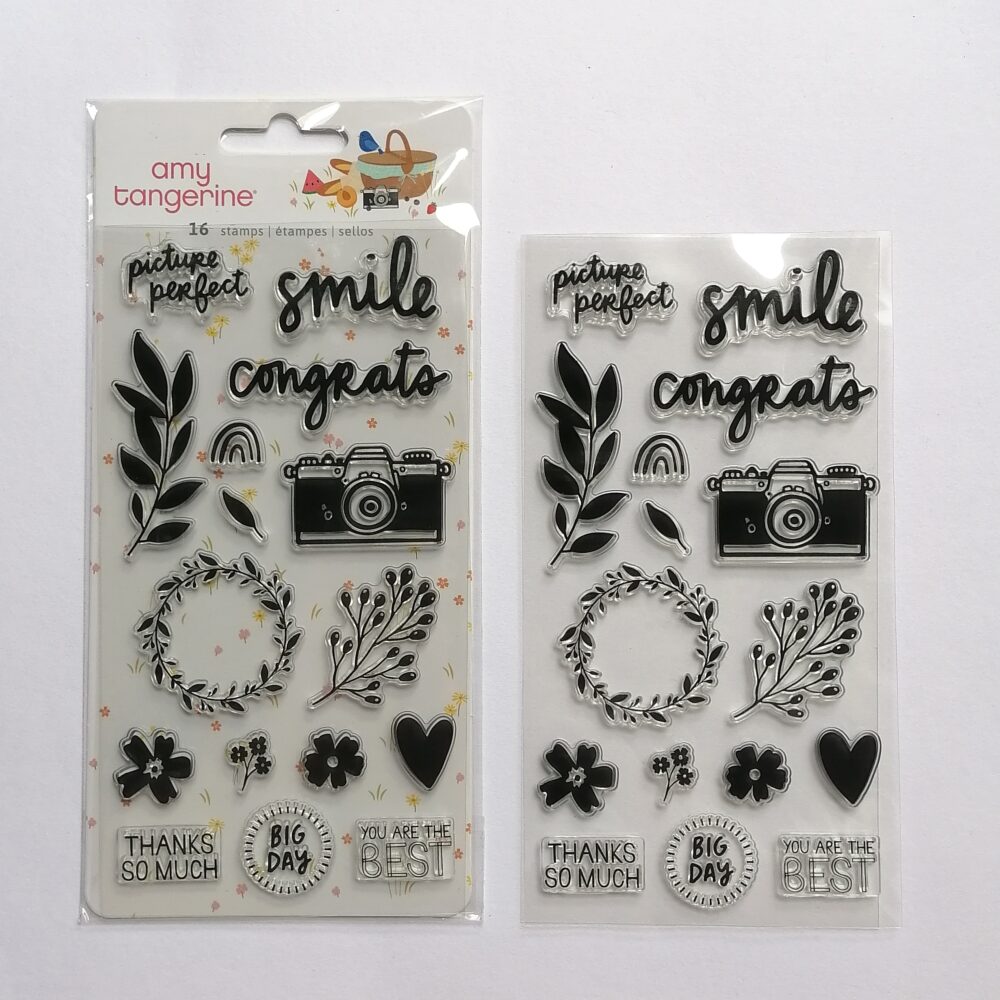 amy
tangerine®
16 stamps | étampes | sellos
picture
perfect
smile
congrats
THANKS
SO MUCH
BIG
DAY
YOU ARE THE
BEST
picture
perfect
smile
congrats
THANKS
SO MUCH
BIG
DAY
YOU ARE THE
BEST